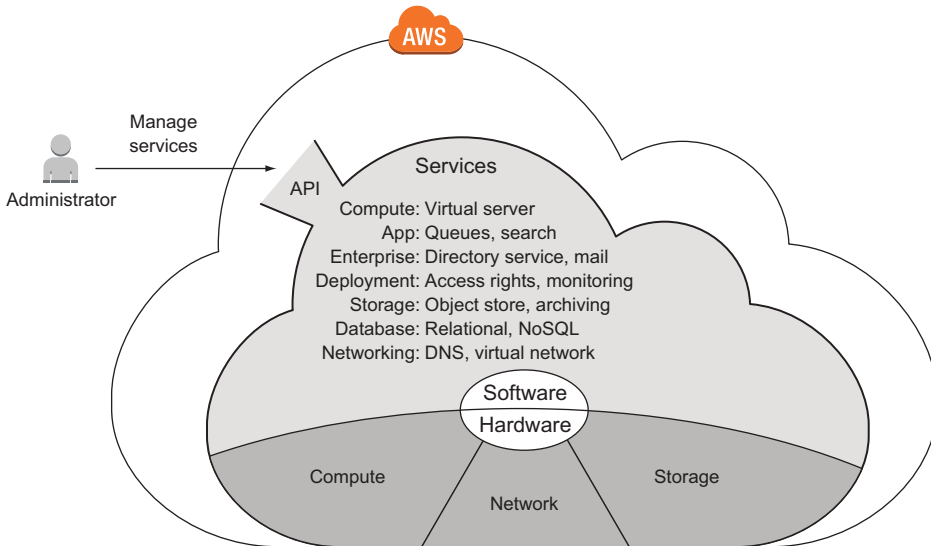 AWS
Manage
services
Administrator
API
Services
Compute: Virtual server
App: Queues, search
Enterprise: Directory service, mail
Deployment: Access rights, monitoring
Storage: Object store, archiving
Database: Relational, NoSQL
Networking: DNS, virtual network
Software
Hardware
Compute
Network
Storage